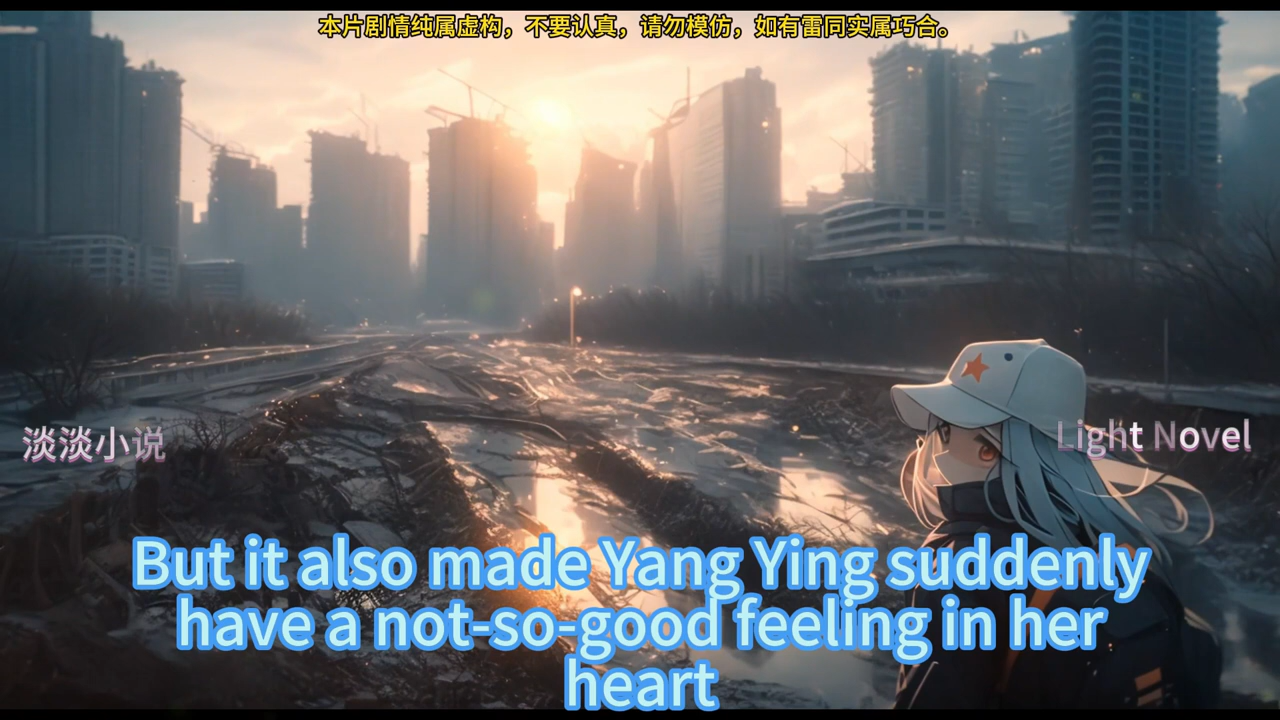 本片剧情纯属虚构，不要认真，请勿模仿，如有雷同实属巧合。
淡淡小说
Light Novel
But it also made Yang Ying suddenly
have a not-so-good feeling in her
heart